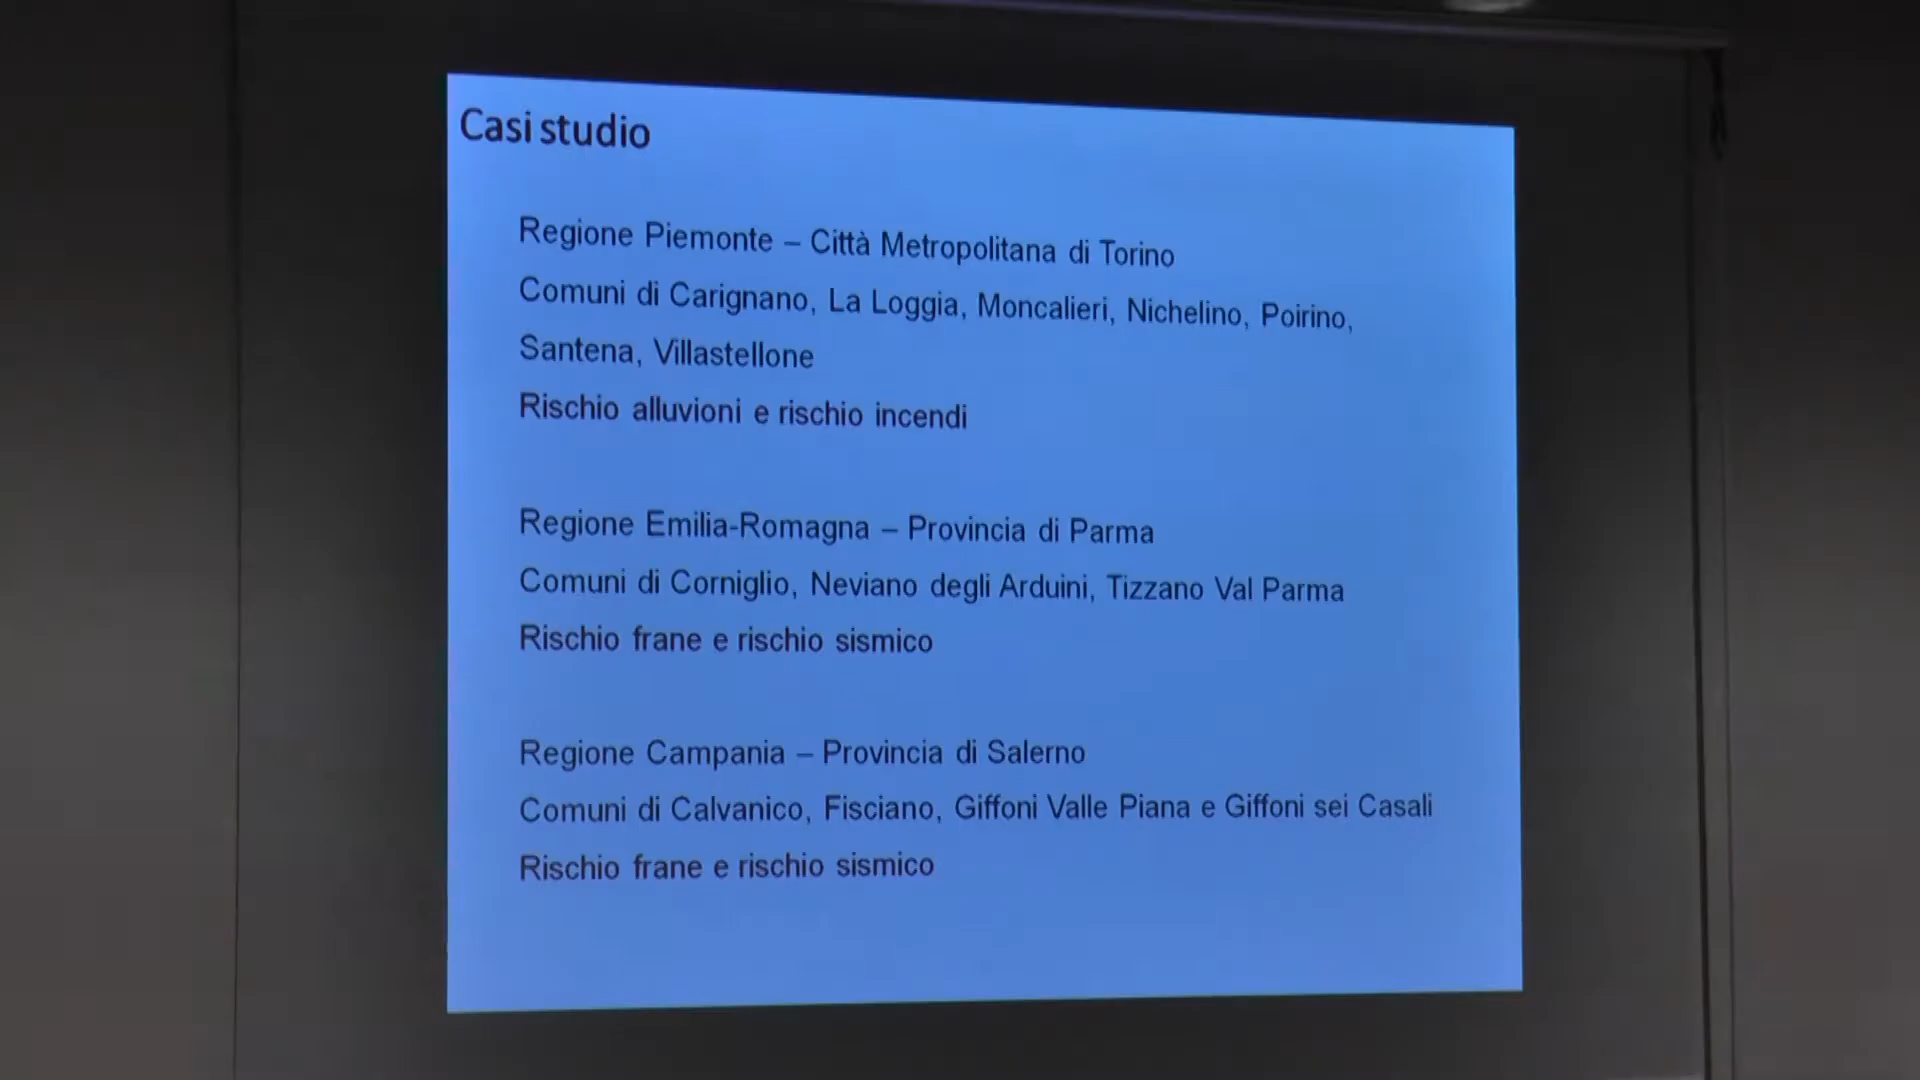 Casi studio
Regione Piemonte – Città Metropolitana di Torino
Comuni di Carignano, La Loggia, Moncalieri, Nichelino, Poirino,
Santena, Villastellone
Rischio alluvioni e rischio incendi
Regione Emilia-Romagna – Provincia di Parma
Comuni di Corniglio, Neviano degli Arduini, Tizzano Val Parma
Rischio frane e rischio sismico
Regione Campania – Provincia di Salerno
Comuni di Calvanico, Fisciano, Giffoni Valle Piana e Giffoni sei Casali
Rischio frane e rischio sismico